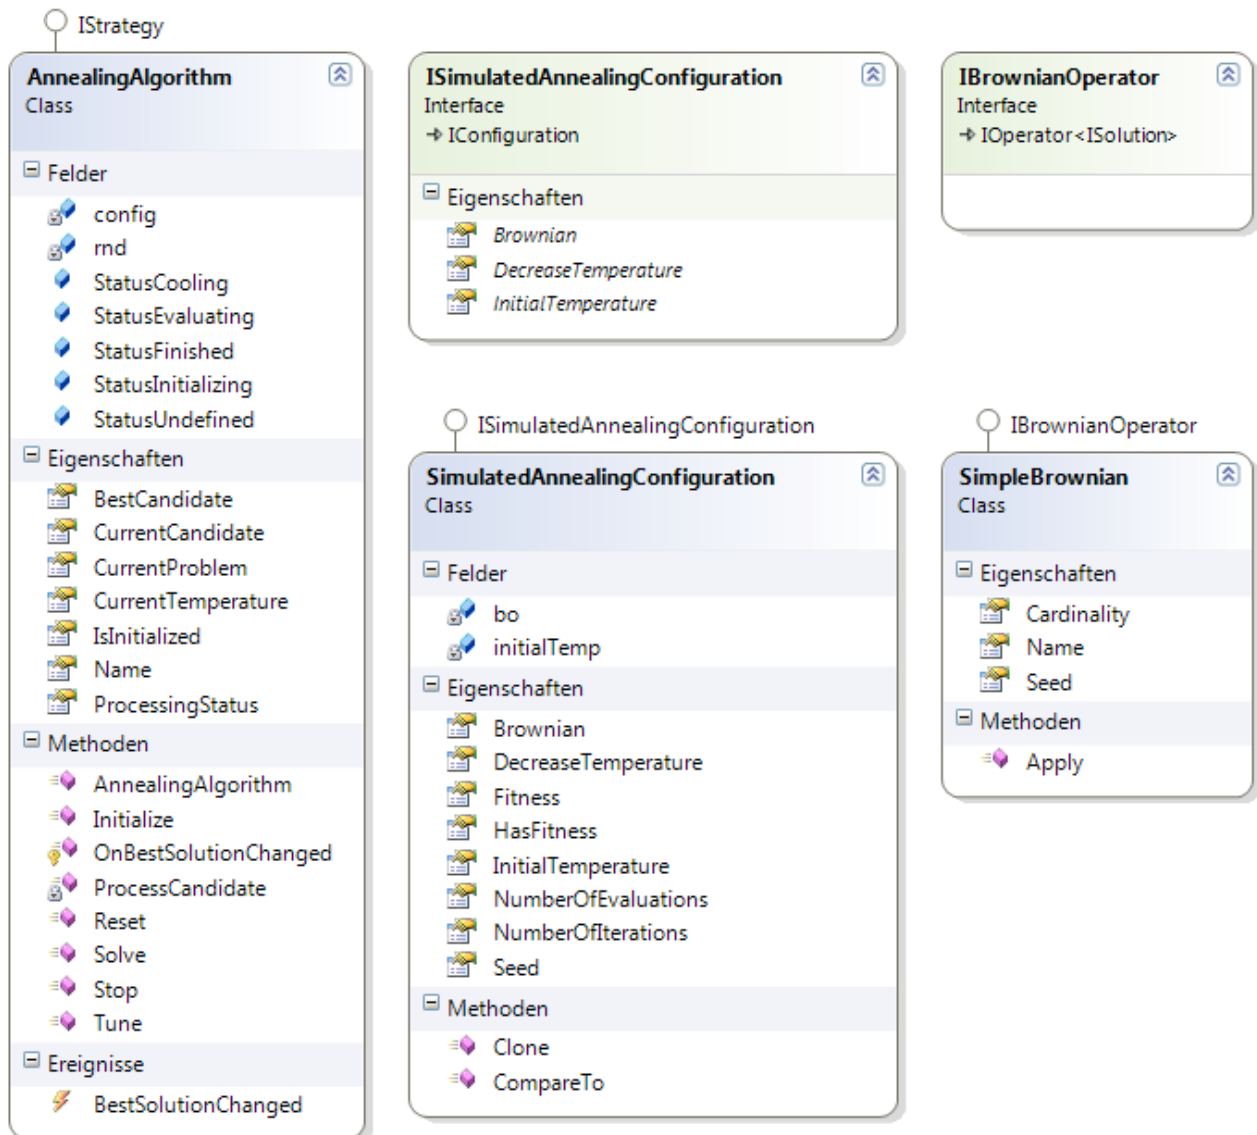 IStrategy
AnnealingAlgorithm
Class
Felder
config
rnd
StatusCooling
StatusEvaluating
StatusFinished
StatusInitializing
StatusUndefined
Eigenschaften
BestCandidate
CurrentCandidate
CurrentProblem
CurrentTemperature
IsInitialized
Name
ProcessingStatus
Methoden
AnnealingAlgorithm
Initialize
OnBestSolutionChanged
ProcessCandidate
Reset
Solve
Stop
Tune
Ereignisse
BestSolutionChanged
ISimulatedAnnealingConfiguration
Interface
IConfiguration
Eigenschaften
Brownian
DecreaseTemperature
InitialTemperature
ISimulatedAnnealingConfiguration
SimulatedAnnealingConfiguration
Class
Felder
bo
initialTemp
Eigenschaften
Brownian
DecreaseTemperature
Fitness
HasFitness
InitialTemperature
NumberOfEvaluations
NumberOfIterations
Seed
Methoden
Clone
CompareTo
IBrownianOperator
Interface
IOperator<ISolution>
IBrownianOperator
SimpleBrownian
Class
Eigenschaften
Cardinality
Name
Seed
Methoden
Apply